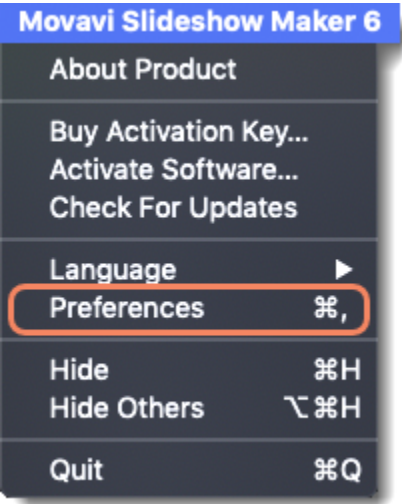 Movavi Slideshow Maker 6
About Product
Buy Activation Key...
Activate Software...
Check For Updates
Language ▶
Preferences ⌘,
Hide ⌘H
Hide Others ⌥⌘H
Quit ⌘Q